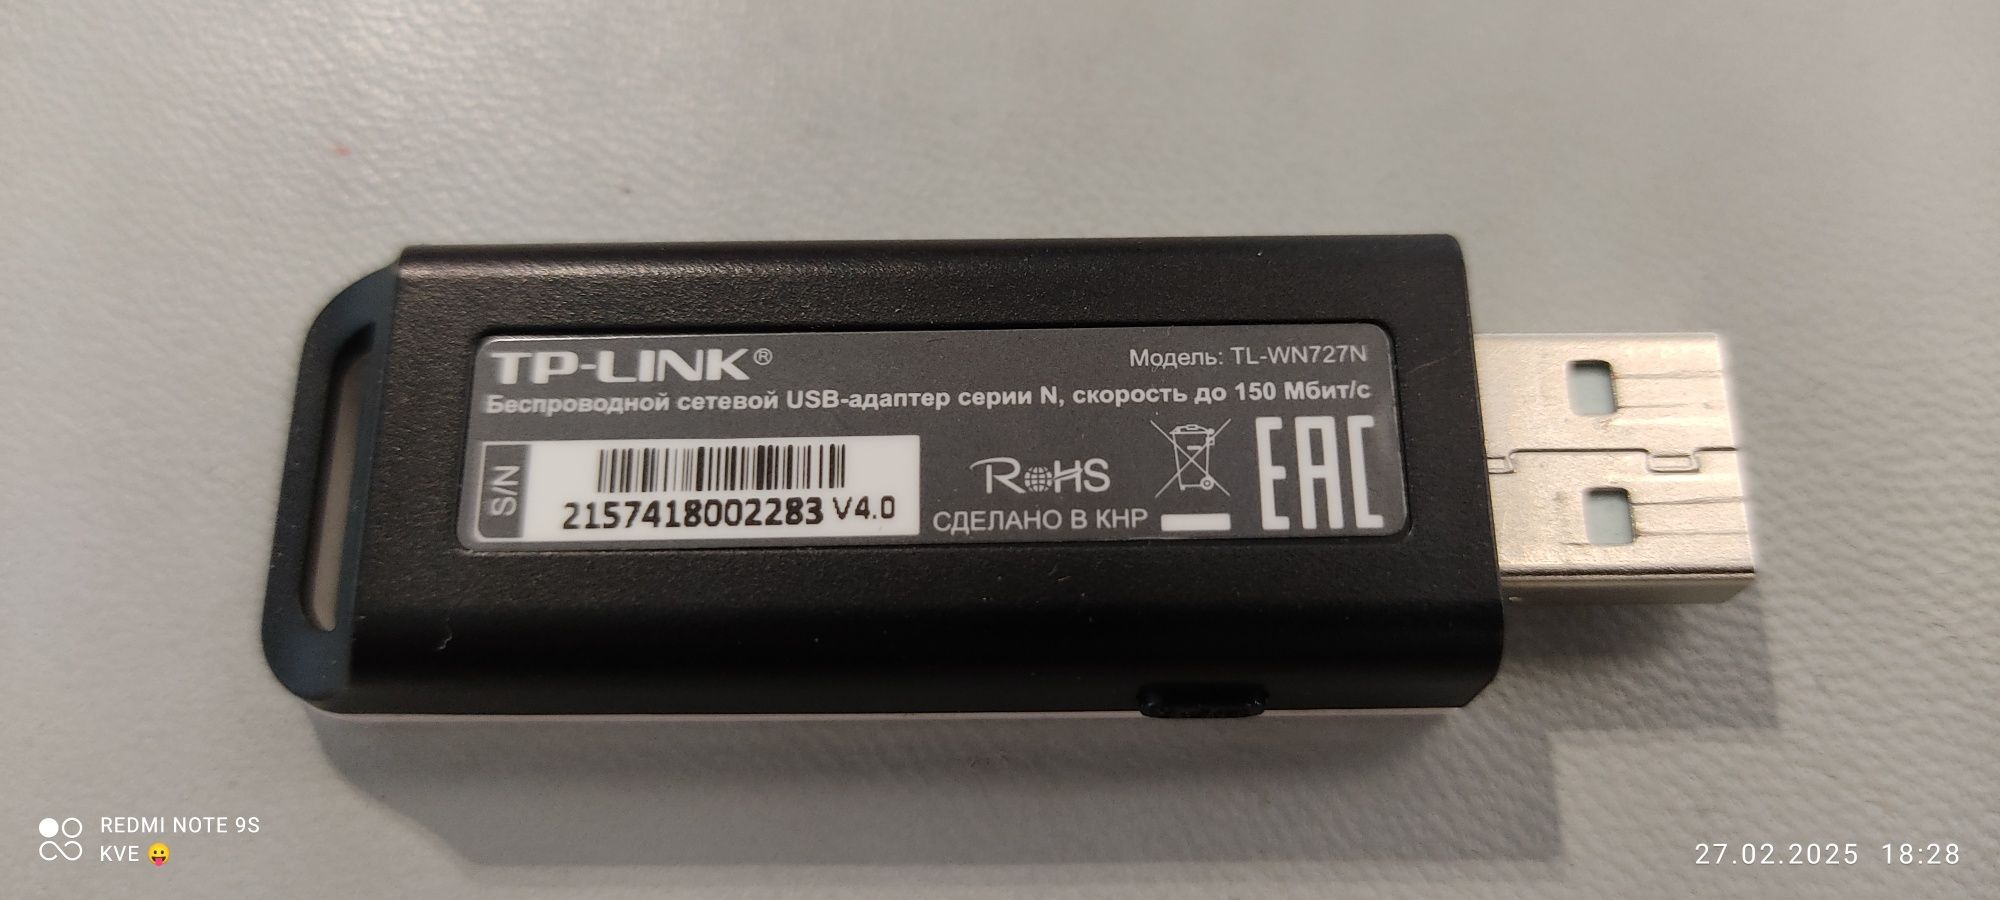 TP-LINK®
Модель: TL-WN727N
Беспроводной сетевой USB-адаптер серии N, скорость до 150 Мбит/с
S/N
2157418002283 V4.0
RoHS
СДЕЛАНО В КНР
EAC
REDMI NOTE 9S
KVE 😛
27.02.2025 18:28